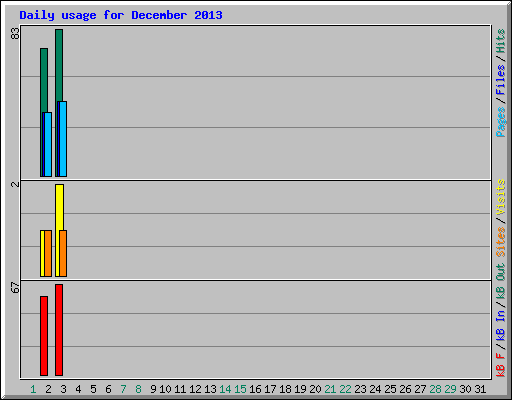 Daily usage for December 2013
83
2
67
Pages / Files / Hits
Sites / Visits
kB F / kB In / kB Out
1 2 3 4 5 6 7 8 9 10 11 12 13 14 15 16 17 18 19 20 21 22 23 24 25 26 27 28 29 30 31